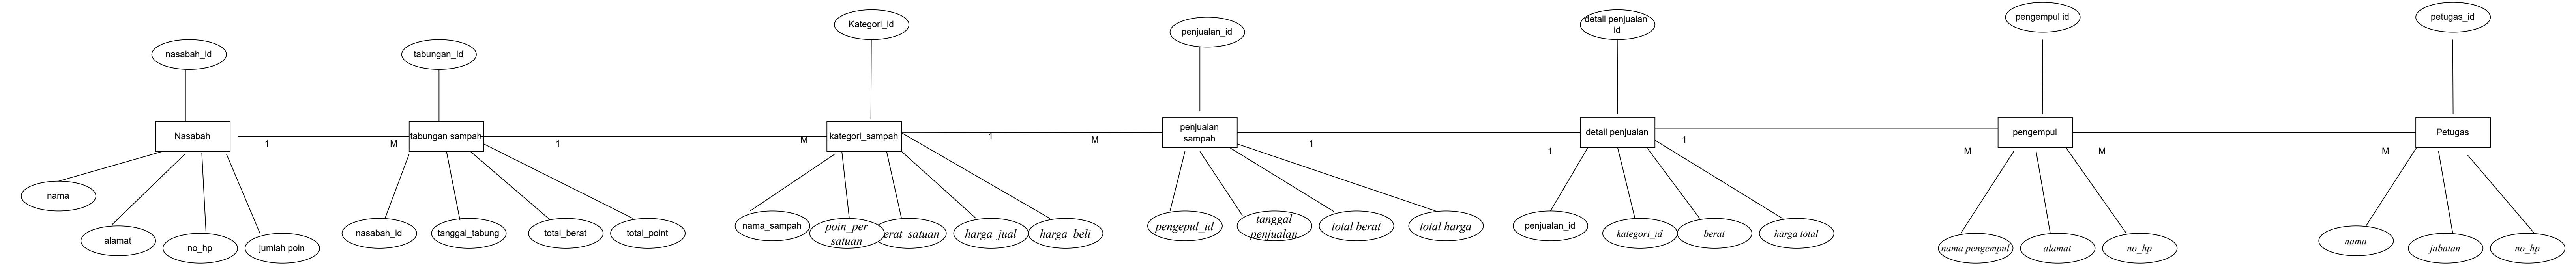 Kategori_id
detail penjualan
id
pengempul id
petugas_id
penjualan_id
nasabah_id
tabungan_Id
Nasabah
tabungan sampah
kategori_sampah
penjualan
sampah
detail penjualan
pengempul
Petugas
1
M
1
M
1
M
1
1
1
M
M
M
nama
alamat
no_hp
jumlah poin
nasabah_id
tanggal_tabung
total_berat
total_point
nama_sampah
poin_per
satuan
erat_satuan
harga_jual
harga_beli
pengepul_id
tanggal
penjualan
total berat
total harga
penjualan_id
kategori_id
berat
harga total
nama pengempul
alamat
no_hp
nama
jabatan
no_hp